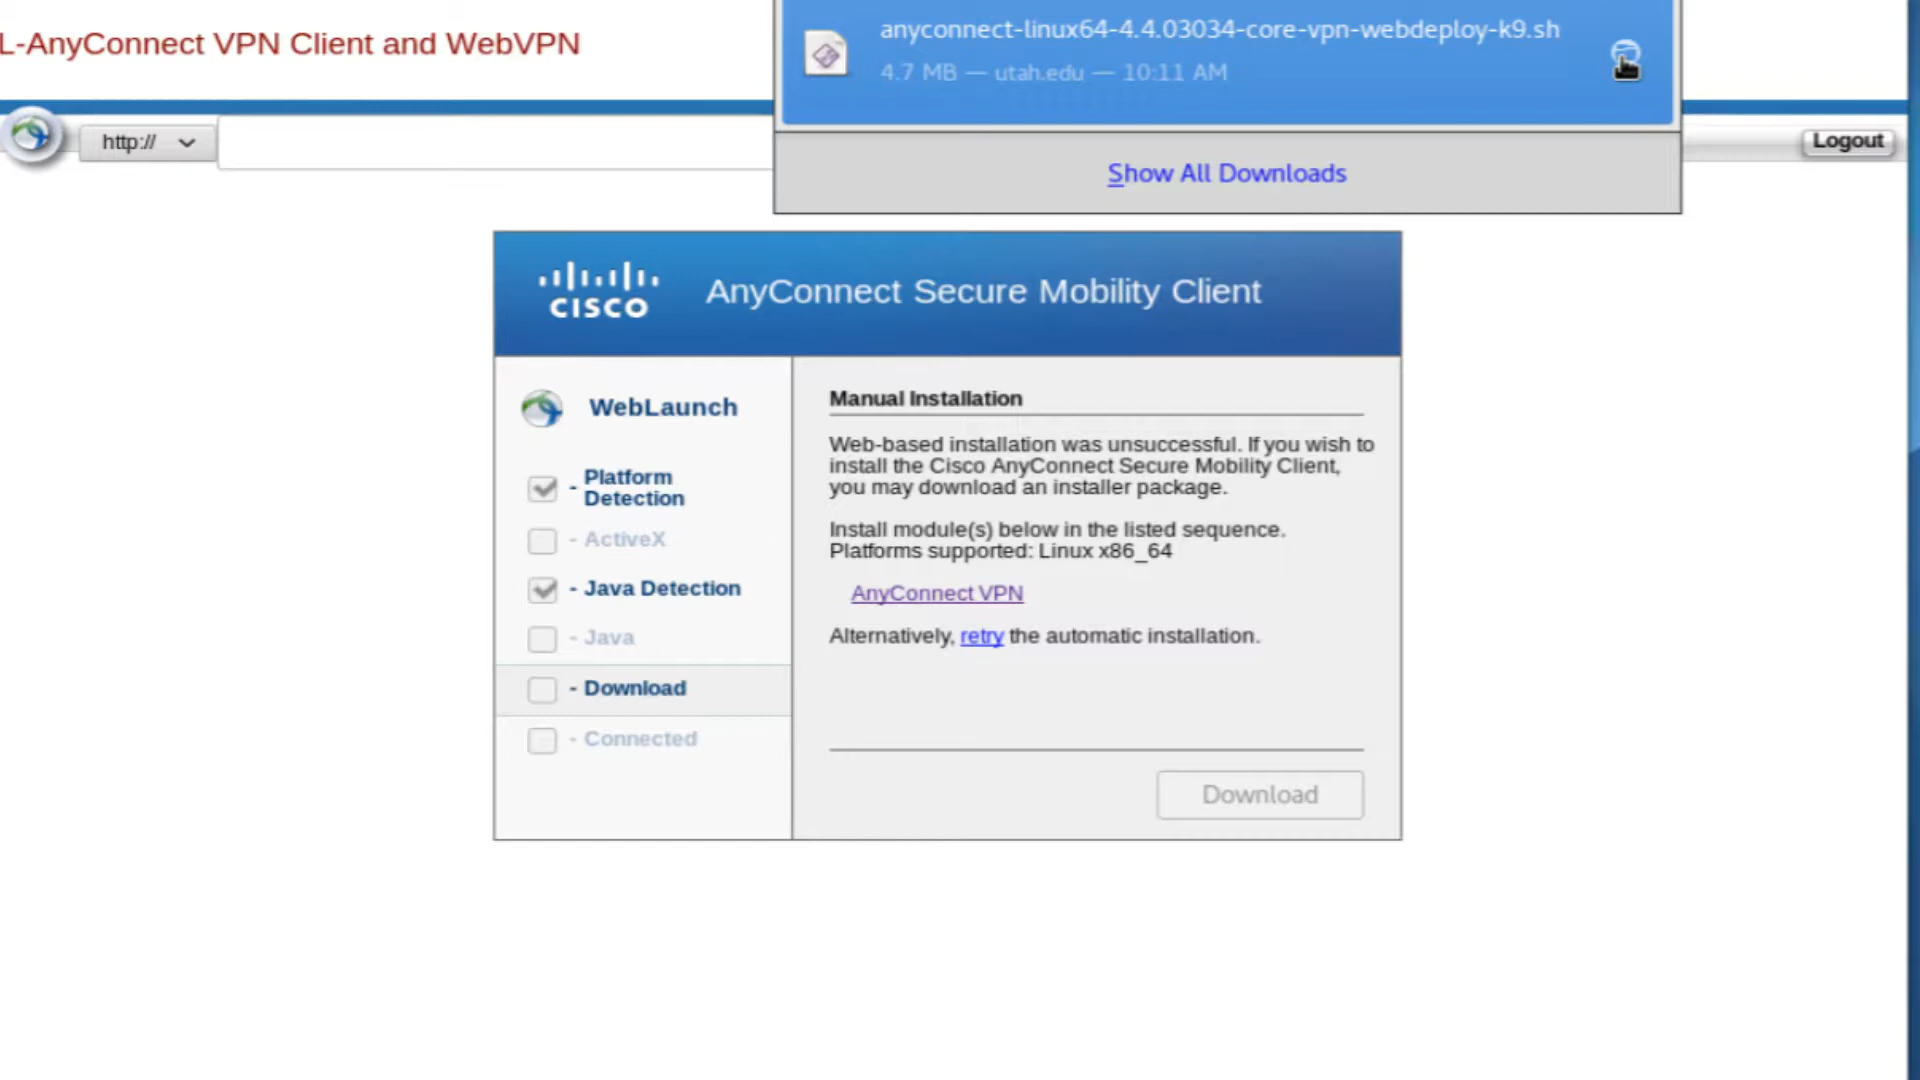 L-AnyConnect VPN Client and WebVPN
anyconnect-linux64-4.4.03034-core-vpn-webdeploy-k9.sh
4.7 MB — utah.edu — 10:11 AM
http://
Logout
Show All Downloads
CISCO
AnyConnect Secure Mobility Client
WebLaunch
- Platform
Detection
- ActiveX
- Java Detection
- Java
- Download
- Connected
Manual Installation
Web-based installation was unsuccessful. If you wish to
install the Cisco AnyConnect Secure Mobility Client,
you may download an installer package.
Install module(s) below in the listed sequence.
Platforms supported: Linux x86_64
AnyConnect VPN
Alternatively, retry the automatic installation.
Download